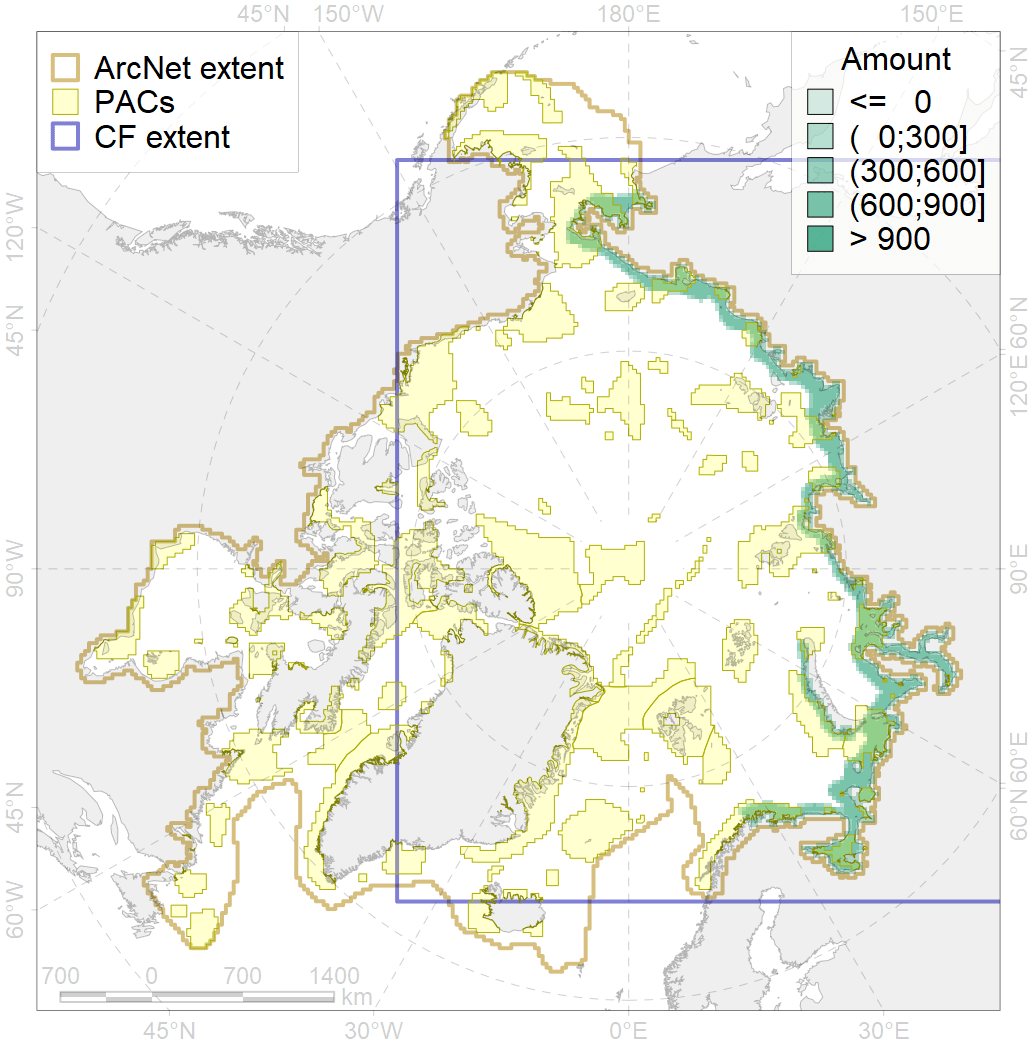 45°N 150°W 180°E 150°E
ArcNet extent
PACs
CF extent
Amount
<= 0
( 0;300]
(300;600]
(600;900]
> 900
45°N
120°W
60°N
45°N
120°E
90°W
90°E
60°E
45°N
60°N
60°W
700 0 700 1400
km
45°N 30°W 0°E 30°E